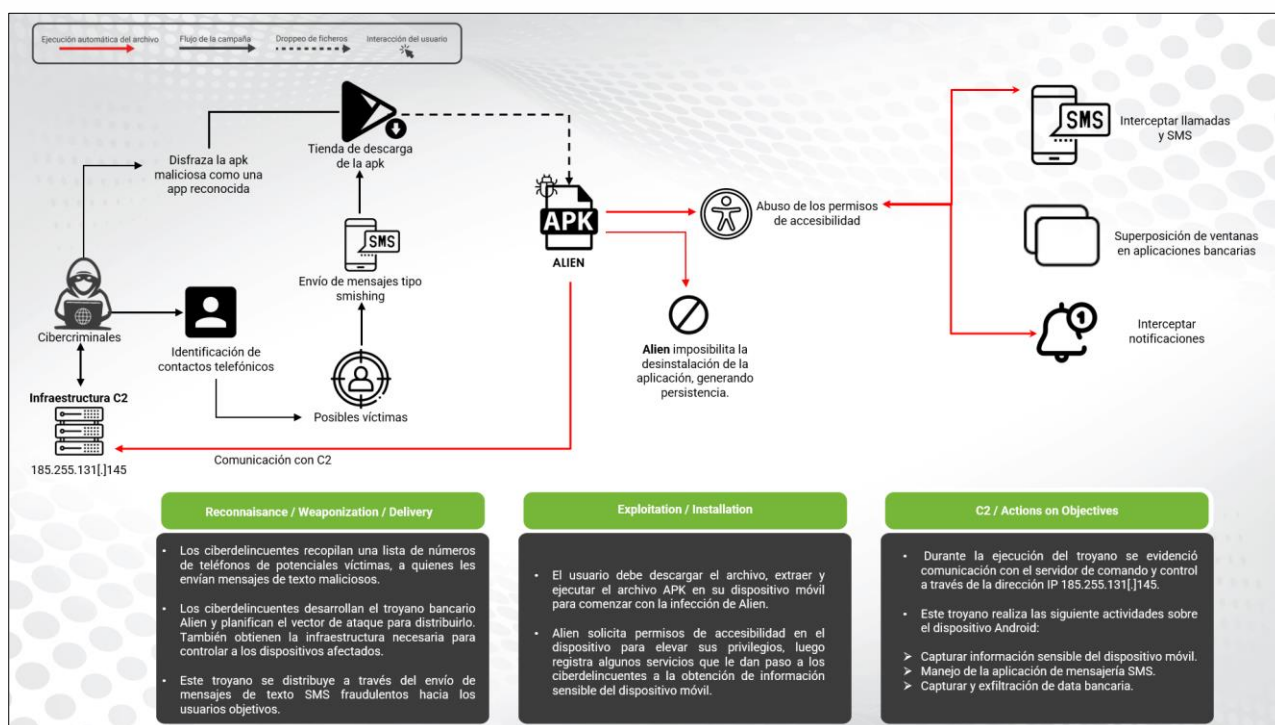 Ejecución automática del archivo
Flujo de la campaña
Droppeo de ficheros
Interacción del usuario
Disfraza la apk
maliciosa como una
app reconocida
Tienda de descarga
de la apk
SMS
Envío de mensajes tipo
smishing
Cibercriminales
Identificación de
contactos telefónicos
Posibles víctimas
Infraestructura C2
185.255.131[.]145
Comunicación con C2
APK
ALIEN
Abuso de los permisos
de accesibilidad
Alien imposibilita la
desinstalación de la
aplicación, generando
persistencia.
SMS
Interceptar llamadas
y SMS
Superposición de ventanas
en aplicaciones bancarias
1
Interceptar
notificaciones
Reconnaisance / Weaponization / Delivery
• Los ciberdelincuentes recopilan una lista de números
de teléfonos de potenciales víctimas, a quienes les
envían mensajes de texto maliciosos.
• Los ciberdelincuentes desarrollan el troyano bancario
Alien y planifican el vector de ataque para distribuirlo.
También obtienen la infraestructura necesaria para
controlar a los dispositivos afectados.
• Este troyano se distribuye a través del envío de
mensajes de texto SMS fraudulentos hacia los
usuarios objetivos.
Exploitation / Installation
• El usuario debe descargar el archivo, extraer y
ejecutar el archivo APK en su dispositivo móvil
para comenzar con la infección de Alien.
• Alien solicita permisos de accesibilidad en el
dispositivo para elevar sus privilegios, luego
registra algunos servicios que le dan paso a los
ciberdelincuentes a la obtención de información
sensible del dispositivo móvil.
C2 / Actions on Objectives
• Durante la ejecución del troyano se evidenció
comunicación con el servidor de comando y control
a través de la dirección IP 185.255.131[.]145.
• Este troyano realiza las siguiente actividades sobre
el dispositivo Android:
➢ Capturar información sensible del dispositivo móvil.
➢ Manejo de la aplicación de mensajería SMS.
➢ Capturar y exfiltración de data bancaria.